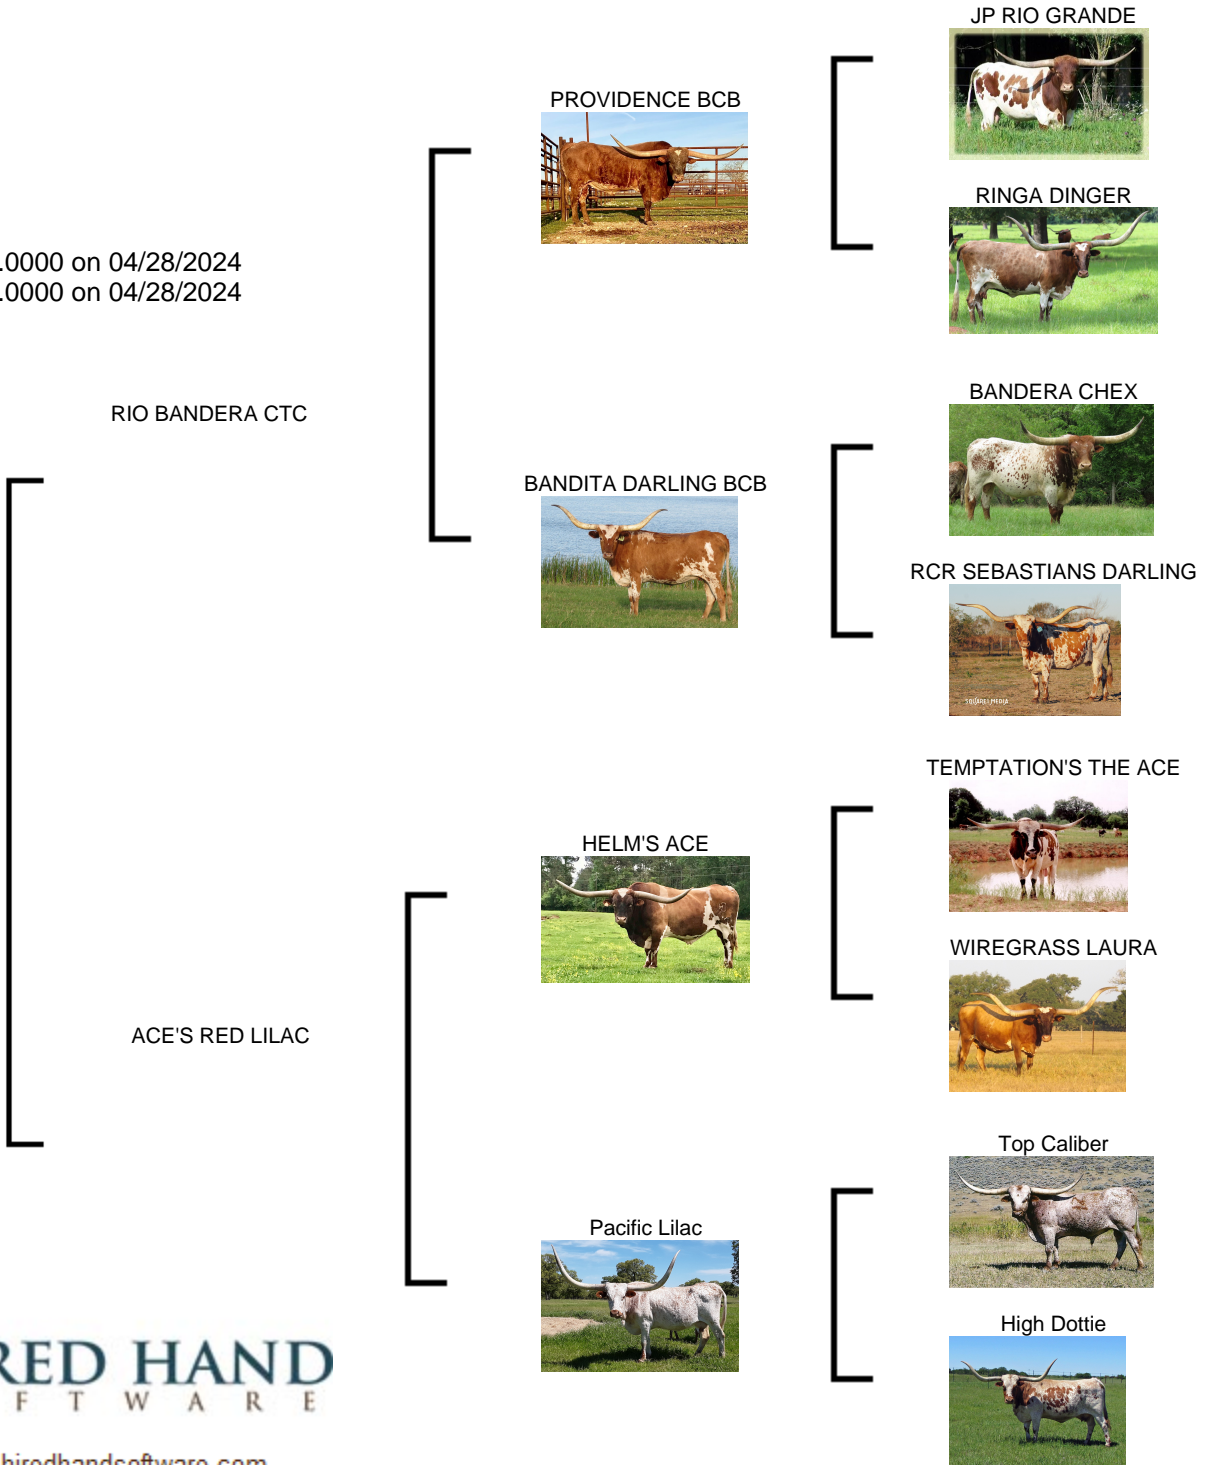 JP RIO GRANDE
PROVIDENCE BCB
RINGA DINGER
.0000 on 04/28/2024
.0000 on 04/28/2024
BANDERA CHEX
RIO BANDERA CTC
BANDITA DARLING BCB
RCR SEBASTIANS DARLING
TEMPTATION'S THE ACE
HELM'S ACE
WIREGRASS LAURA
ACE'S RED LILAC
Top Caliber
Pacific Lilac
High Dottie
RED HAND
F T W A R E
hiredhandsoftware.com